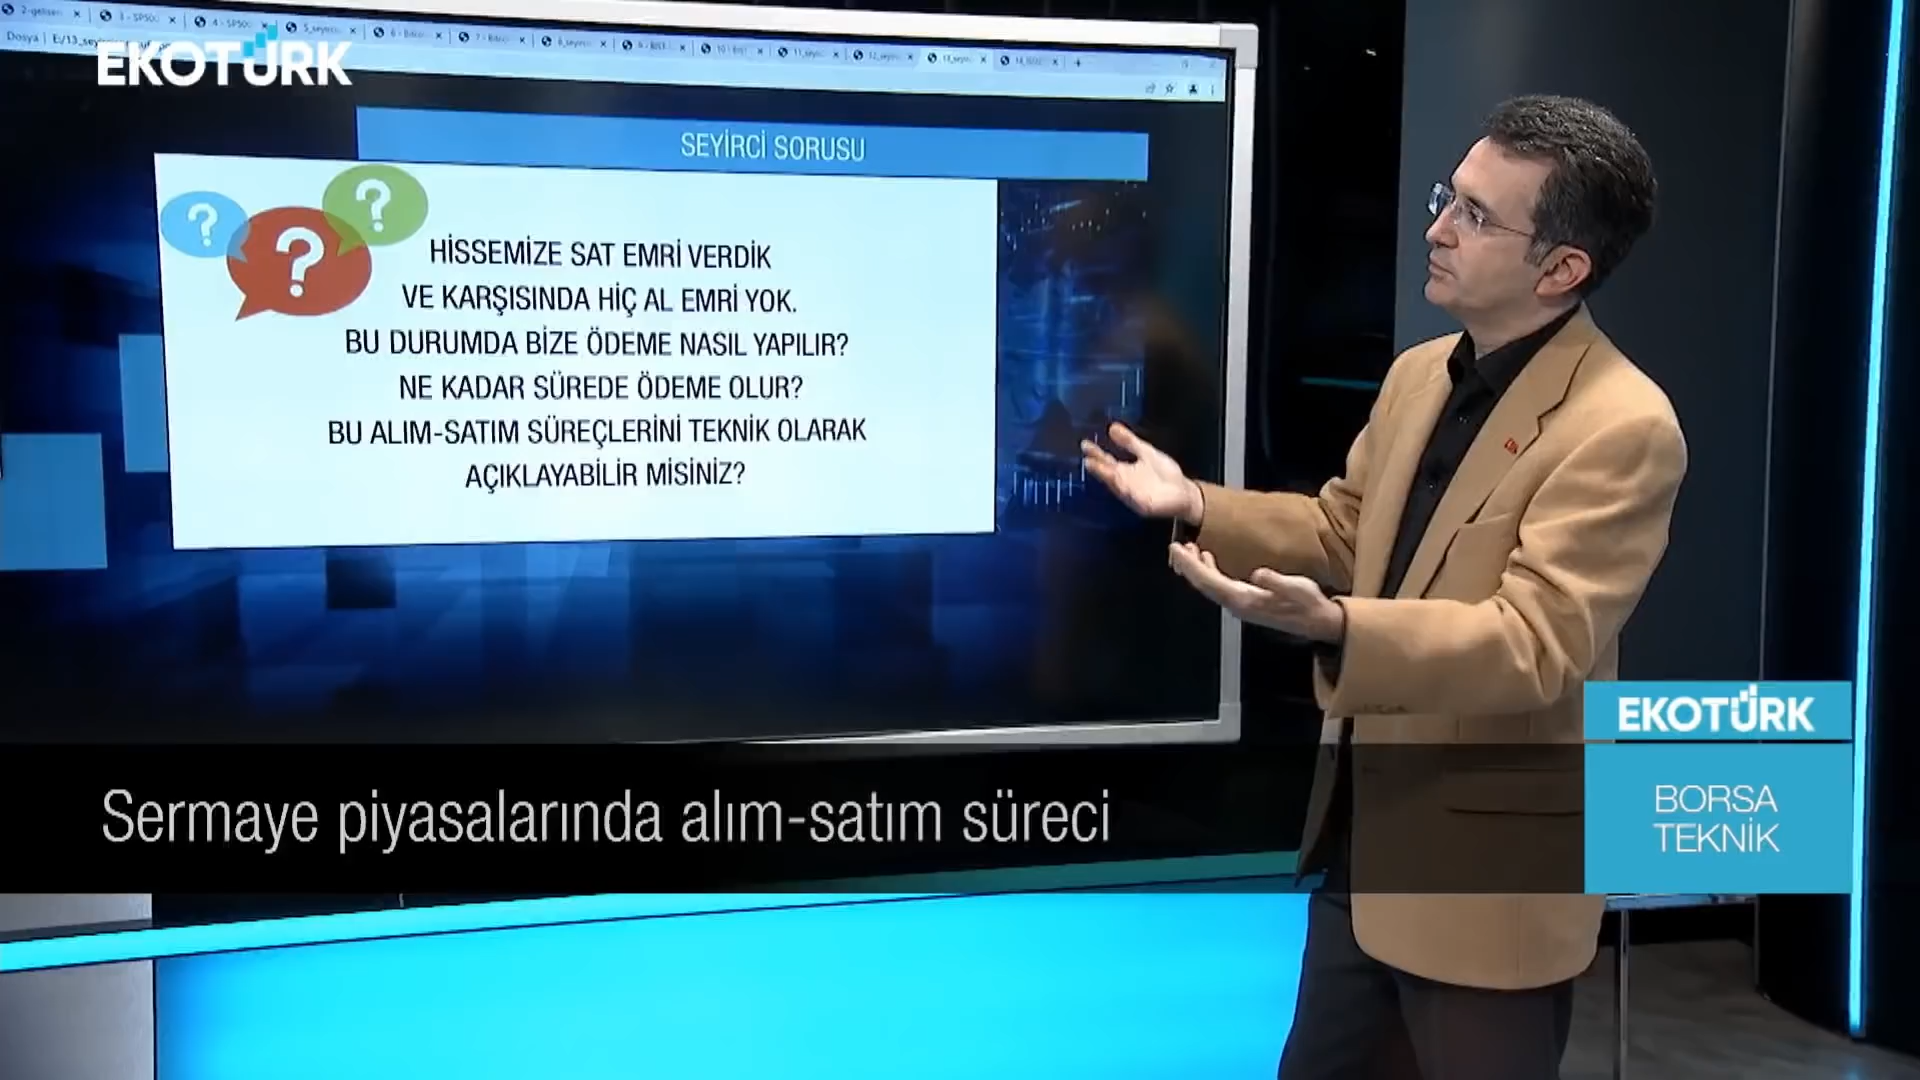 Dosya
EKOTÜRK
SEYİRCİ SORUSU
?
?
?
HİSSEMİZE SAT EMRİ VERDİK
VE KARŞISINDA HİÇ AL EMRİ YOK.
BU DURUMDA BİZE ÖDEME NASIL YAPILIR?
NE KADAR SÜREDE ÖDEME OLUR?
BU ALIM-SATIM SÜREÇLERİNİ TEKNİK OLARAK
AÇIKLAYABİLİR MİSİNİZ?
EKOTÜRK
Sermaye piyasalarında alım-satım süreci
BORSA
TEKNİK